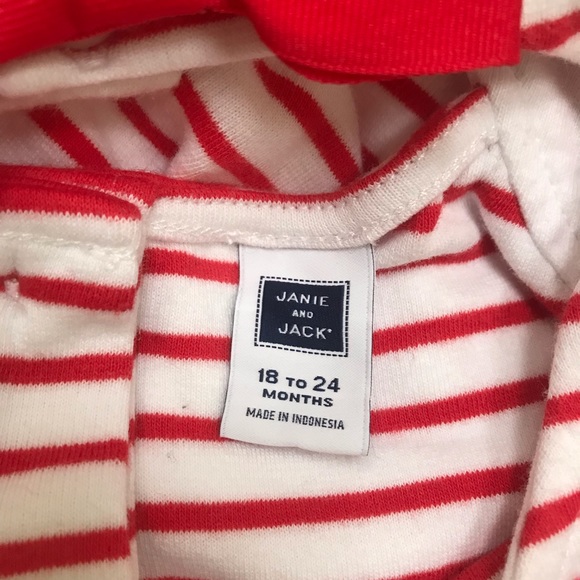 JANIE
AND
JACK®
18 TO 24
MONTHS
MADE IN INDONESIA